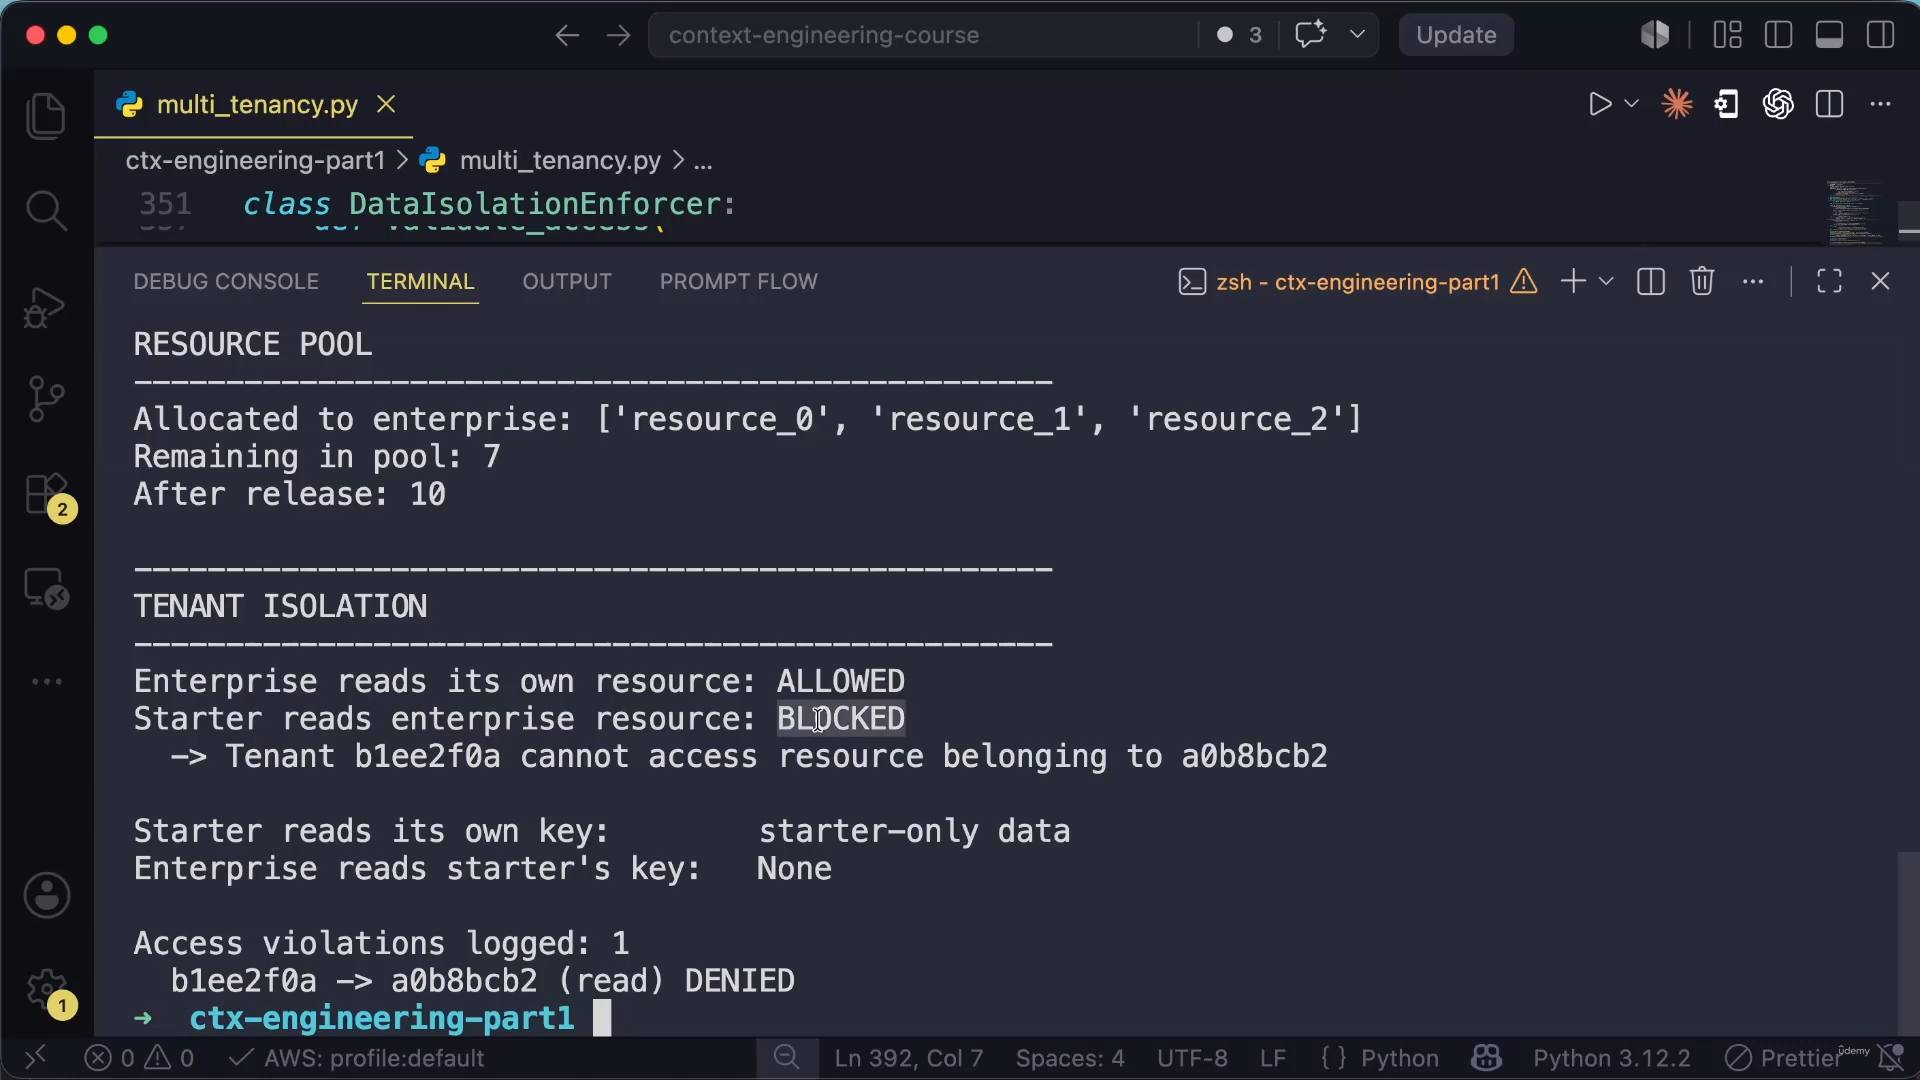 context-engineering-course
3
Update
multi_tenancy.py
ctx-engineering-part1 > multi_tenancy.py > ...
351 class DataIsolationEnforcer:
def validate_access(
DEBUG CONSOLE TERMINAL OUTPUT PROMPT FLOW
zsh - ctx-engineering-part1
RESOURCE POOL
--------------------------------------------------
Allocated to enterprise: ['resource_0', 'resource_1', 'resource_2']
Remaining in pool: 7
After release: 10
--------------------------------------------------
TENANT ISOLATION
--------------------------------------------------
Enterprise reads its own resource: ALLOWED
Starter reads enterprise resource: BLOCKED
-> Tenant b1ee2f0a cannot access resource belonging to a0b8bcb2
Starter reads its own key: starter-only data
Enterprise reads starter's key: None
Access violations logged: 1
b1ee2f0a -> a0b8bcb2 (read) DENIED
→ ctx-engineering-part1
2
1
0 0 AWS: profile:default Ln 392, Col 7 Spaces: 4 UTF-8 LF {} Python Python 3.12.2 Prettier
udemy